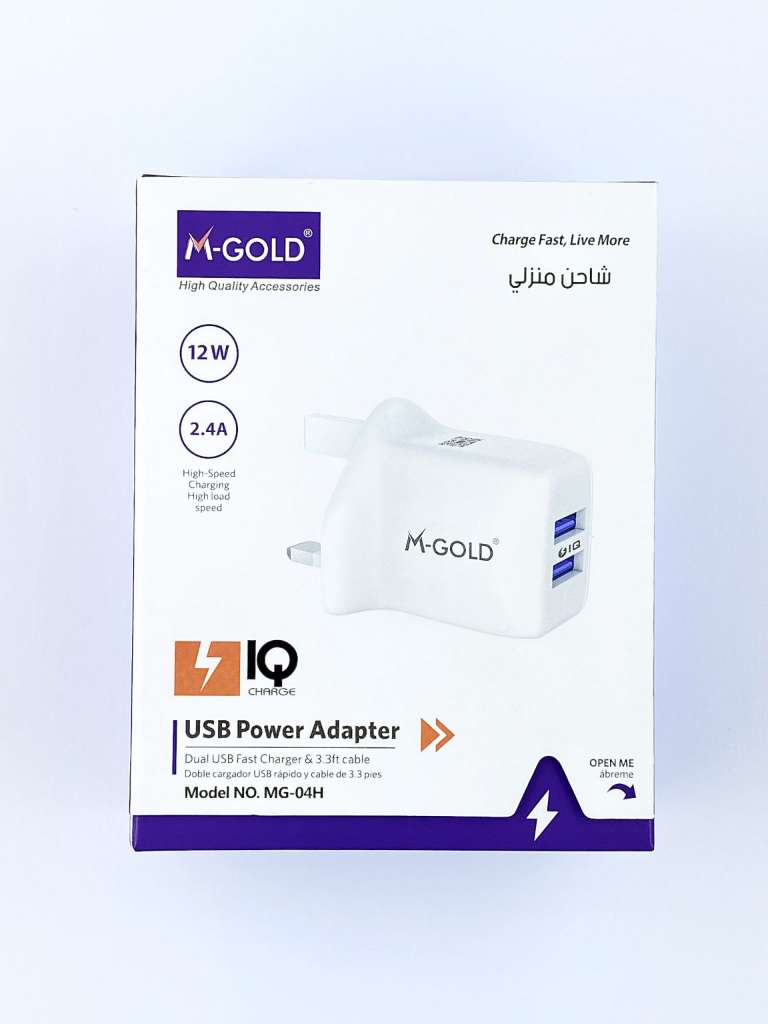 M-GOLD®
High Quality Accessories
Charge Fast, Live More
شاحن منزلي
12W
2.4A
High-Speed
Charging
High load
speed
M-GOLD®
IQ
IQ
CHARGE
USB Power Adapter
Dual USB Fast Charger & 3.3ft cable
Doble cargador USB rápido y cable de 3.3 pies
Model NO. MG-04H
OPEN ME
ábreme